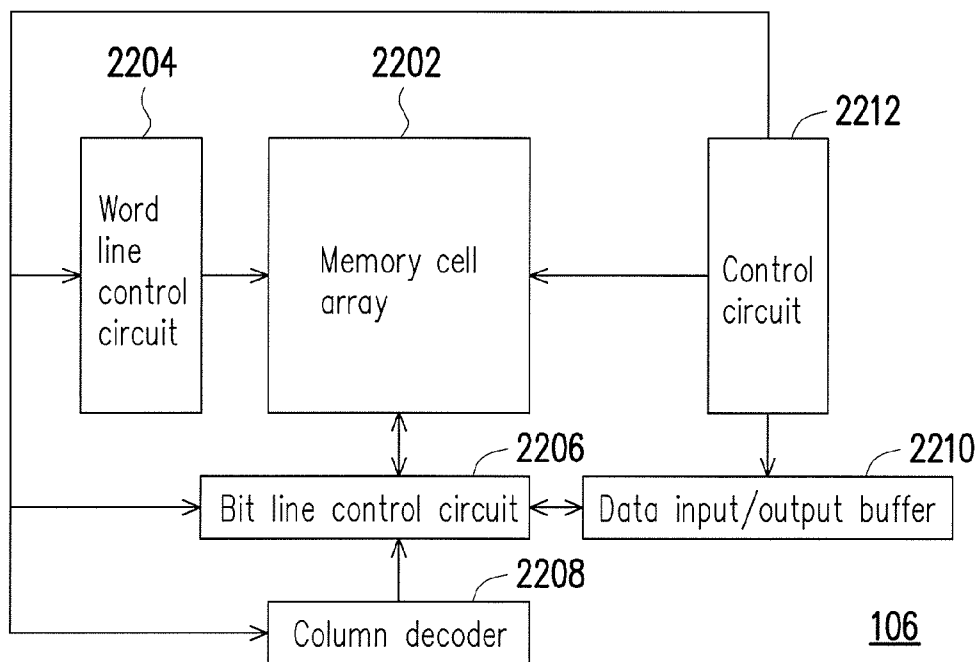 2204
2202
2212
Word
line
control
circuit
Memory cell
array
Control
circuit
2206
2210
Bit line control circuit
Data input/output buffer
2208
Column decoder
106